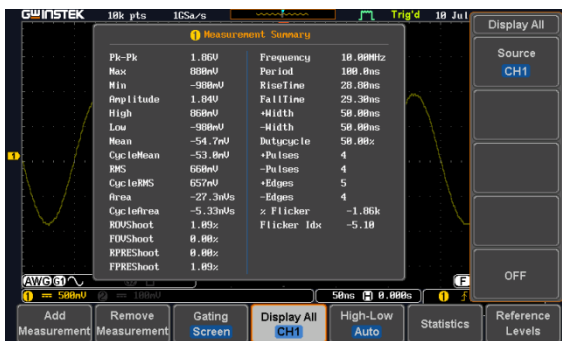 GWINSTEK 10k pts 1GSa/s Trig'd 10 Jul
Display All
1 Measurement Summary
Source
CH1
Pk-Pk 1.86V Frequency 10.00MHz
Max 880mV Period 100.0ns
Min -980mV RiseTime 28.80ns
Amplitude 1.84V FallTime 29.30ns
High 860mV +Width 50.00ns
Low -980mV -Width 50.00ns
Mean -54.7mV Dutycycle 50.00%
CycleMean -53.0mV +Pulses 4
RMS 660mV -Pulses 4
CycleRMS 657mV +Edges 5
Area -27.3nVs -Edges 4
CycleArea -5.33nVs % Flicker -1.86k
ROVShoot 1.09% Flicker Idx -5.10
FOVShoot 0.00%
RPREShoot 0.00%
FPREShoot 1.09%
1
OFF
AWG G1 F
1 500mV 2 100mV 50ns H 0.000s 1
Add Measurement
Remove Measurement
Gating
Screen
Display All
CH1
High-Low
Auto
Statistics
Reference Levels